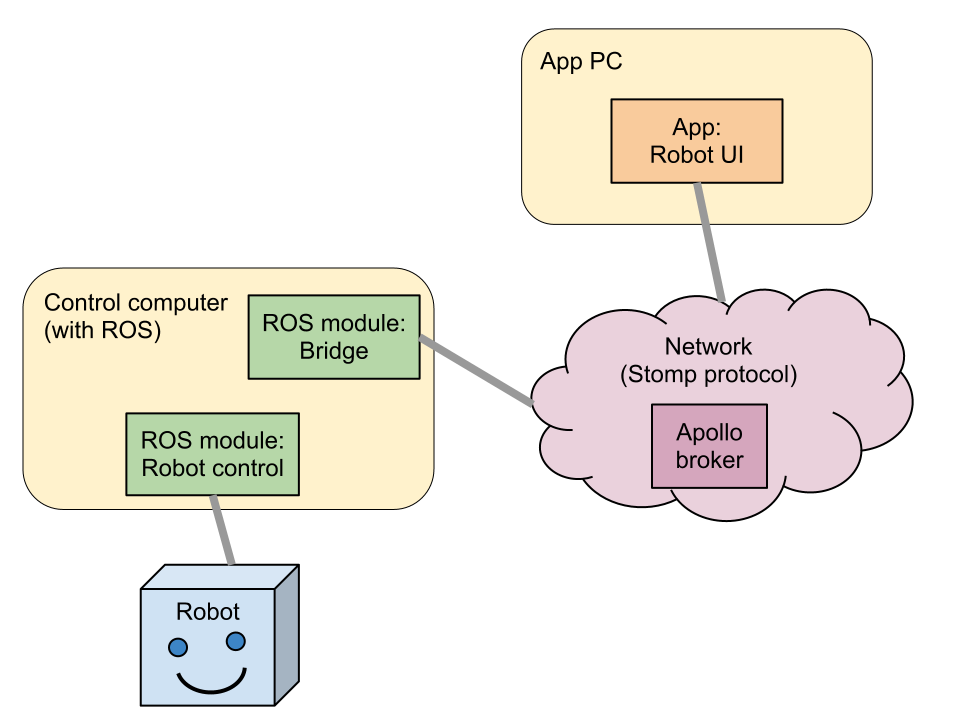 App PC
App:
Robot UI
Control computer
(with ROS)
ROS module:
Bridge
ROS module:
Robot control
Network
(Stomp protocol)
Apollo
broker
Robot